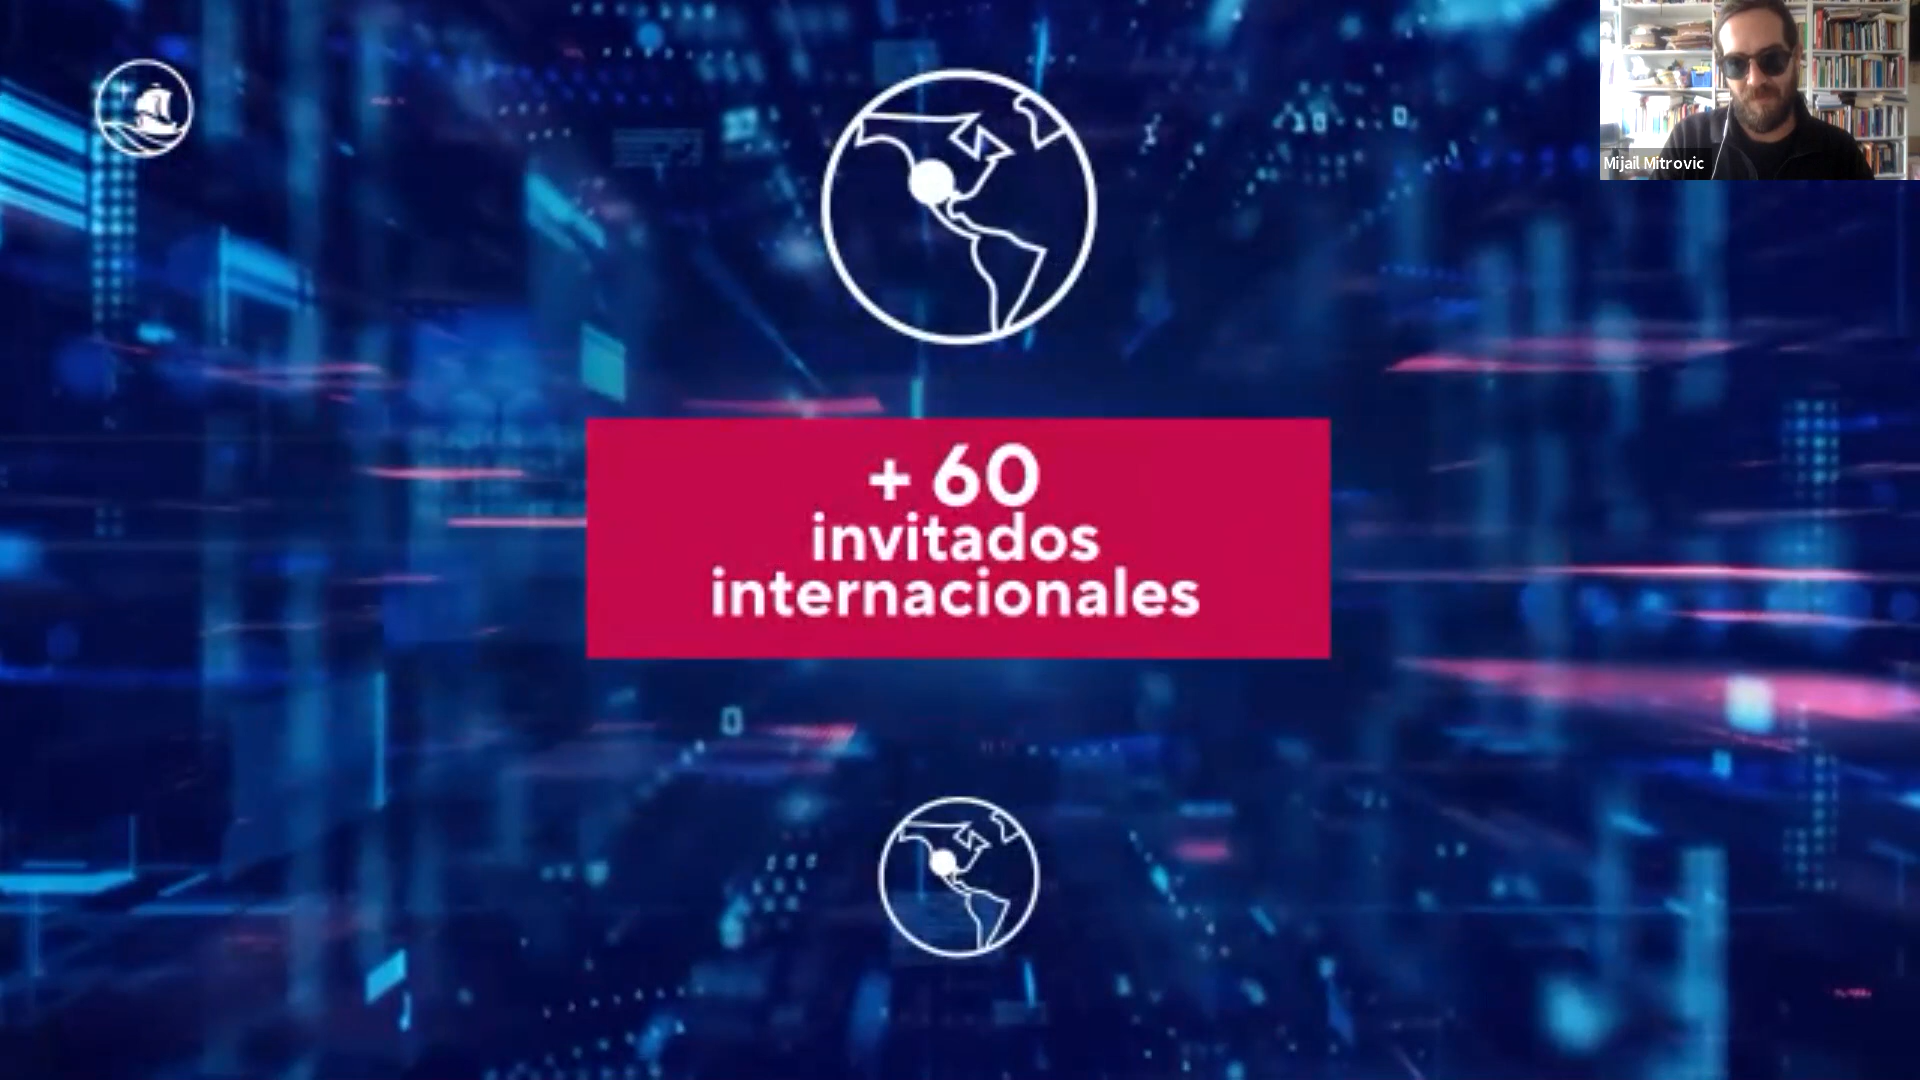 Mijail Mitrovic
+ 60
invitados
internacionales